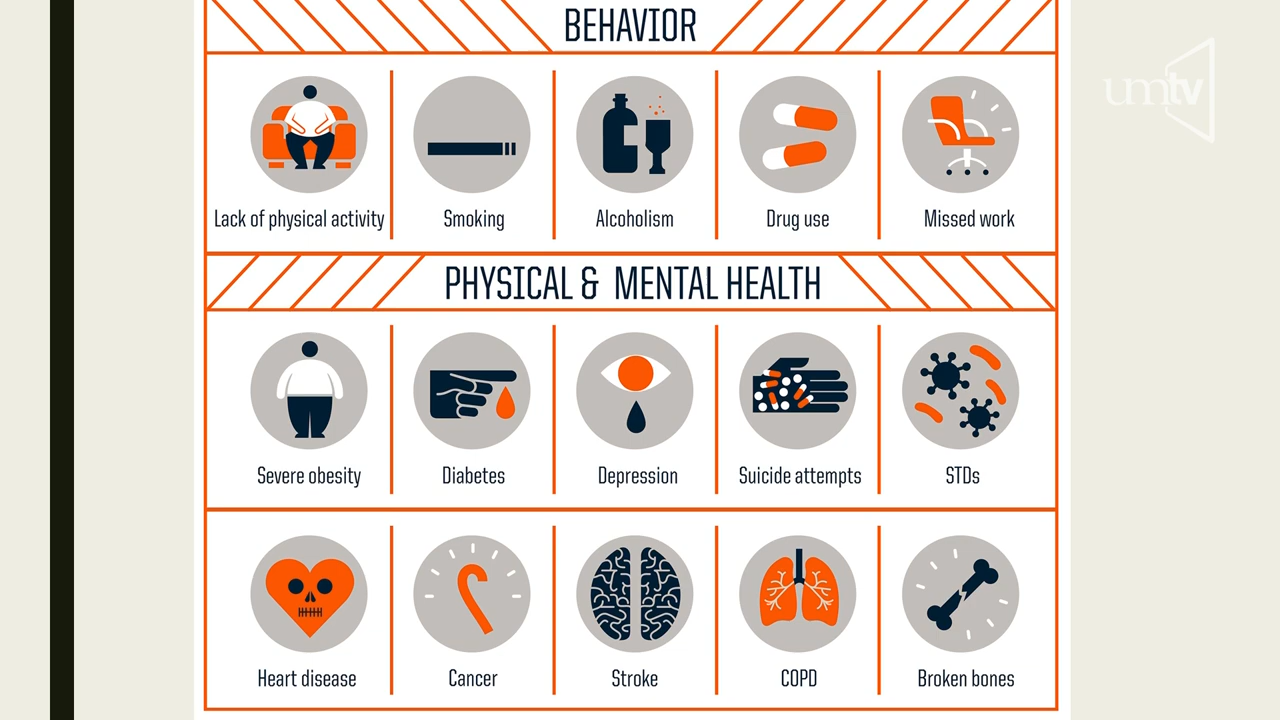 BEHAVIOR
umtv
Lack of physical activity
Smoking
Alcoholism
Drug use
Missed work
PHYSICAL & MENTAL HEALTH
Severe obesity
Diabetes
Depression
Suicide attempts
STDs
Heart disease
Cancer
Stroke
COPD
Broken bones